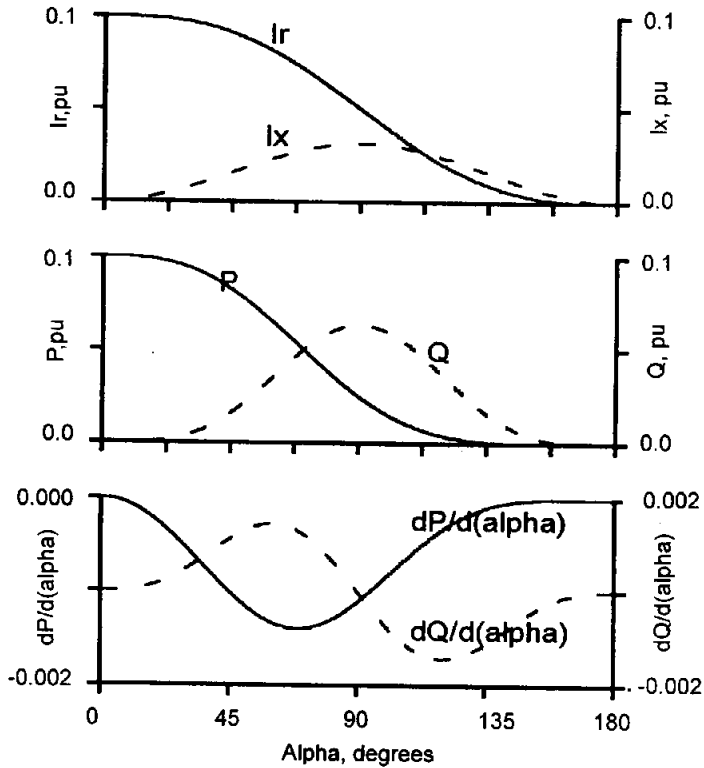 0.1
Ir,pu
0.0
Ir
Ix
0.1
Ix, pu
0.0
0.1
P,pu
0.0
P
Q
0.1
Q, pu
0.0
0.000
dP/d(alpha)
-0.002
dP/d(alpha)
dQ/d(alpha)
0.002
dQ/d(alpha)
-0.002
0 45 90 135 180
Alpha, degrees